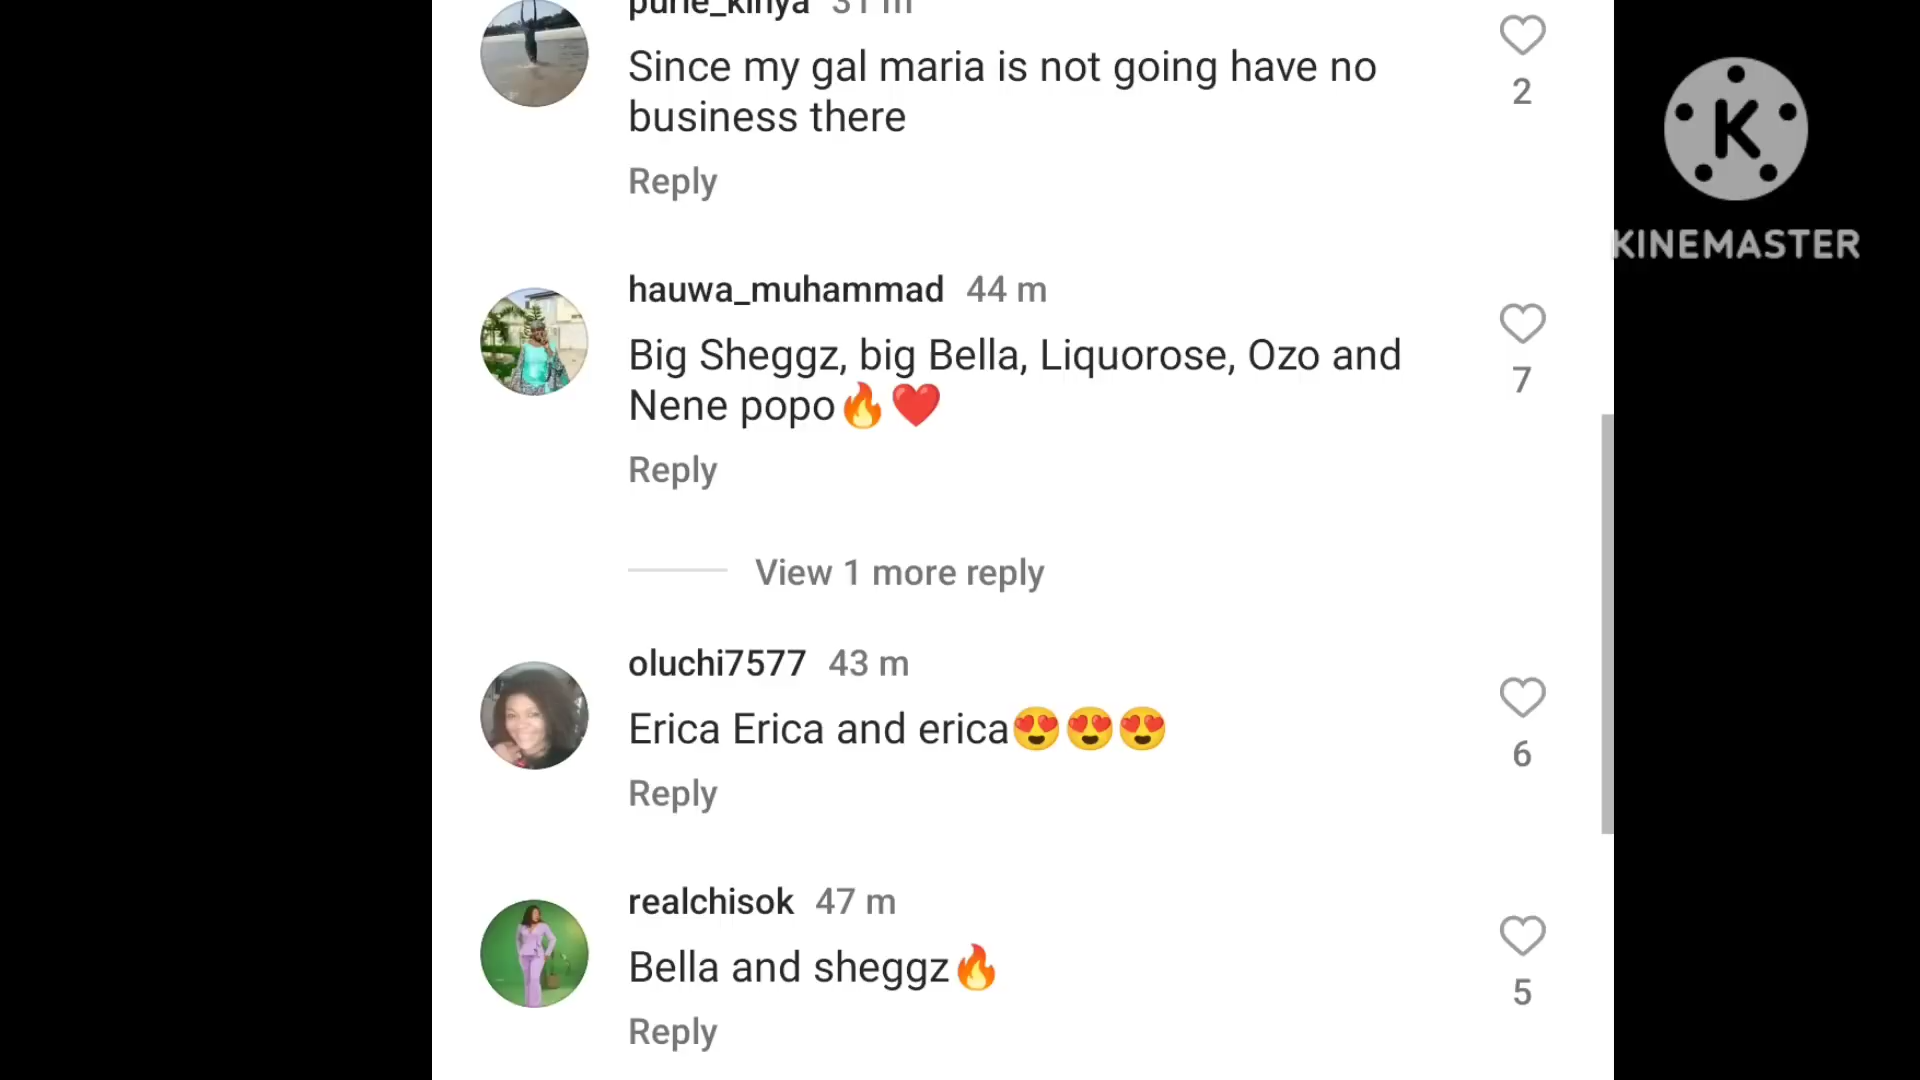 purie_kinya 31 m
Since my gal maria is not going have no
business there
2
Reply
hauwa_muhammad 44 m
Big Sheggz, big Bella, Liquorose, Ozo and
Nene popo🔥❤️
7
Reply
View 1 more reply
oluchi7577 43 m
Erica Erica and erica😍😍😍
6
Reply
realchisok 47 m
Bella and sheggz🔥
5
Reply
K
KINEMASTER